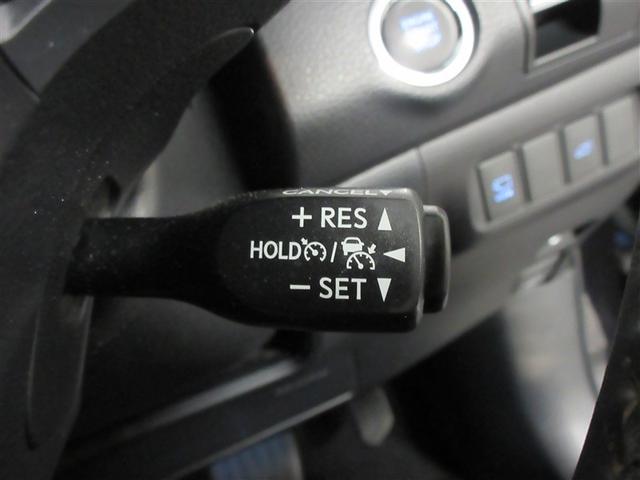 CANCEL▼
+ RES ▲
HOLD / ◄
− SET ▼